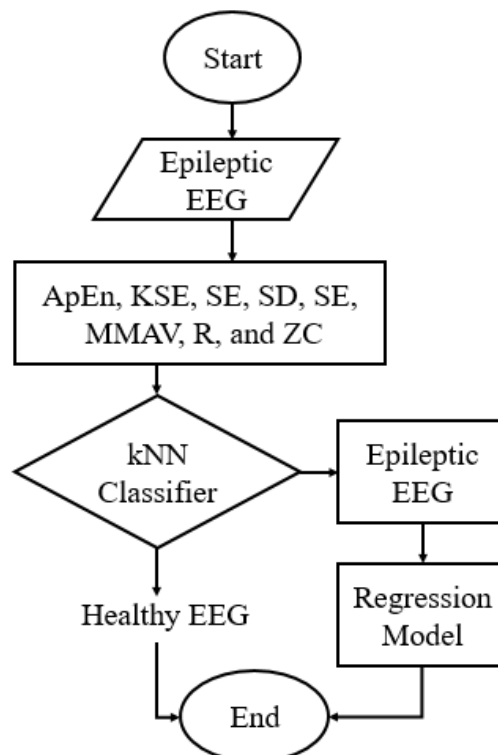 Start
Epileptic
EEG
ApEn, KSE, SE, SD, SE,
MMAV, R, and ZC
kNN
Classifier
Epileptic
EEG
Healthy EEG
Regression
Model
End